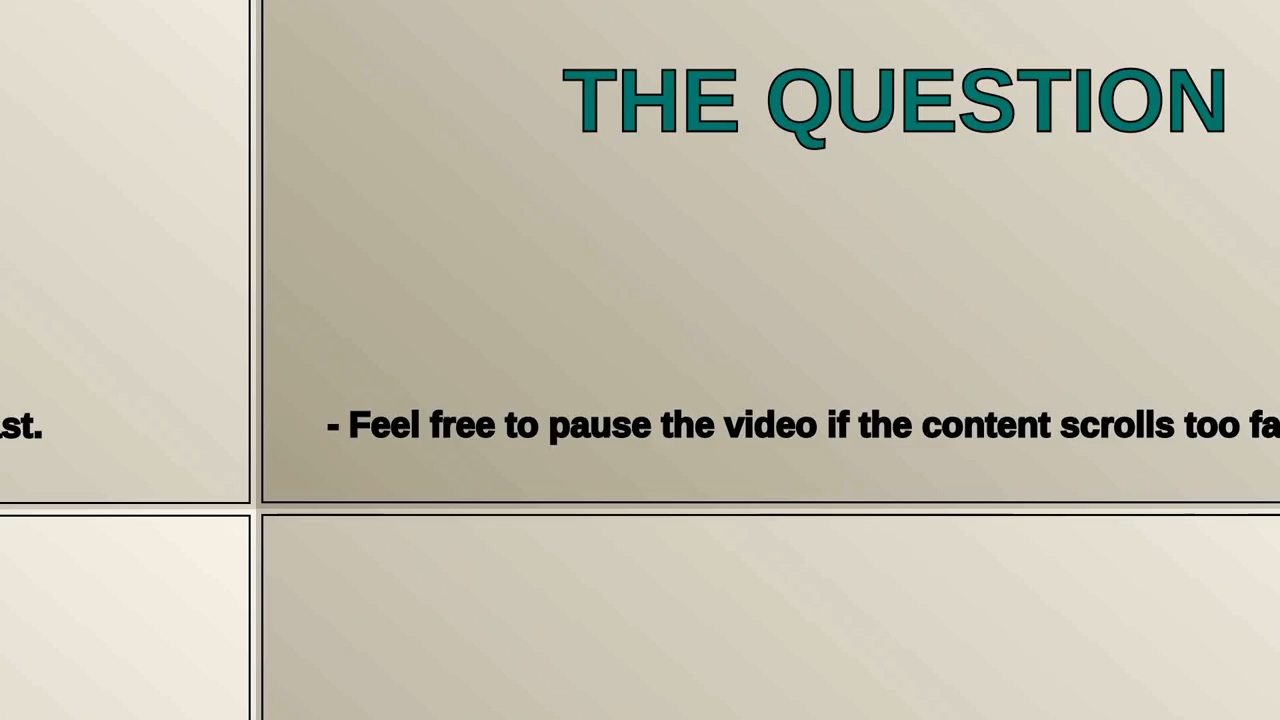 THE QUESTION
st. - Feel free to pause the video if the content scrolls too fa